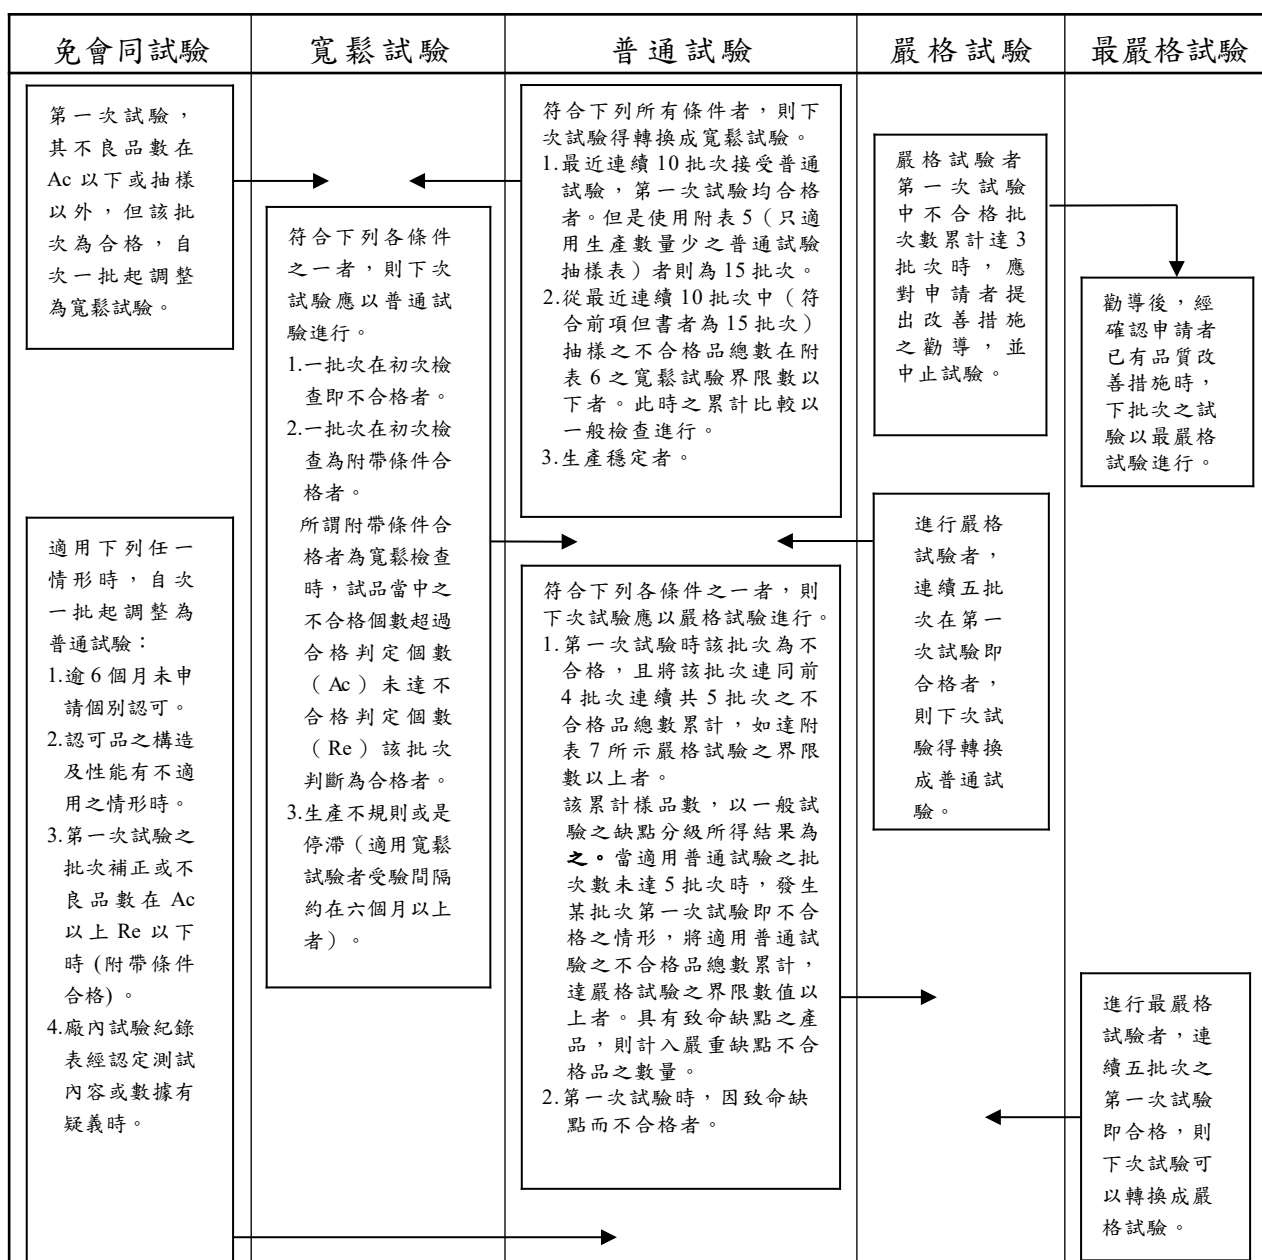 免會同試驗
寬鬆試驗
普通試驗
嚴格試驗
最嚴格試驗
第一次試驗，
其不良品數在
Ac 以下或抽樣
以外，但該批
次為合格，自
次一批起調整
為寬鬆試驗。
適用下列任一
情形時，自次
一批起調整為
普通試驗：
1.逾 6 個月未申
請個別認可。
2.認可品之構造
及性能有不適
用之情形時。
3.第一次試驗之
批次補正或不
良品數在 Ac
以上 Re 以下
時 (附帶條件
合格) 。
4.廠內試驗紀錄
表經認定測試
內容或數據有
疑義時。
符合下列各條件
之一者，則下次
試驗應以普通試
驗進行。
1.一批次在初次檢
查即不合格者。
2.一批次在初次檢
查為附帶條件合
格者。
所謂附帶條件合
格者為寬鬆檢查
時，試品當中之
不合格個數超過
合格判定個數
（Ac）未達不
合格判定個數
（Re）該批次
判斷為合格者。
3.生產不規則或是
停滯（適用寬鬆
試驗者受驗間隔
約在六個月以上
者）。
符合下列所有條件者，則下
次試驗得轉換成寬鬆試驗。
1.最近連續 10 批次接受普通
試驗，第一次試驗均合格
者。但是使用附表 5（只適
用生產數量少之普通試驗
抽樣表）者則為 15 批次。
2.從最近連續 10 批次中（符
合前項但書者為 15 批次）
抽樣之不合格品總數在附
表 6 之寬鬆試驗界限數以
下者。此時之累計比較以
一般檢查進行。
3.生產穩定者。
符合下列各條件之一者，則
下次試驗應以嚴格試驗進行。
1.第一次試驗時該批次為不
合格，且將該批次連同前
4 批次連續共 5 批次之不
合格品總數累計，如達附
表 7 所示嚴格試驗之界限
數以上者。
該累計樣品數，以一般試
驗之缺點分級所得結果為
之。當適用普通試驗之批
次數未達 5 批次時，發生
某批次第一次試驗即不合
格之情形，將適用普通試
驗之不合格品總數累計，
達嚴格試驗之界限數值以
上者。具有致命缺點之產
品，則計入嚴重缺點不合
格品之數量。
2.第一次試驗時，因致命缺
點而不合格者。
嚴格試驗者
第一次試驗
中不合格批
次數累計達 3
批次時，應
對申請者提
出改善措施
之勸導，並
中止試驗。
進行嚴格
試驗者，
連續五批
次在第一
次試驗即
合格者，
則下次試
驗得轉換
成普通試
驗。
勸導後，經
確認申請者
已有品質改
善措施時，
下批次之試
驗以最嚴格
試驗進行。
進行最嚴格
試驗者，連
續五批次之
第一次試驗
即合格，則
下次試驗可
以轉換成嚴
格試驗。